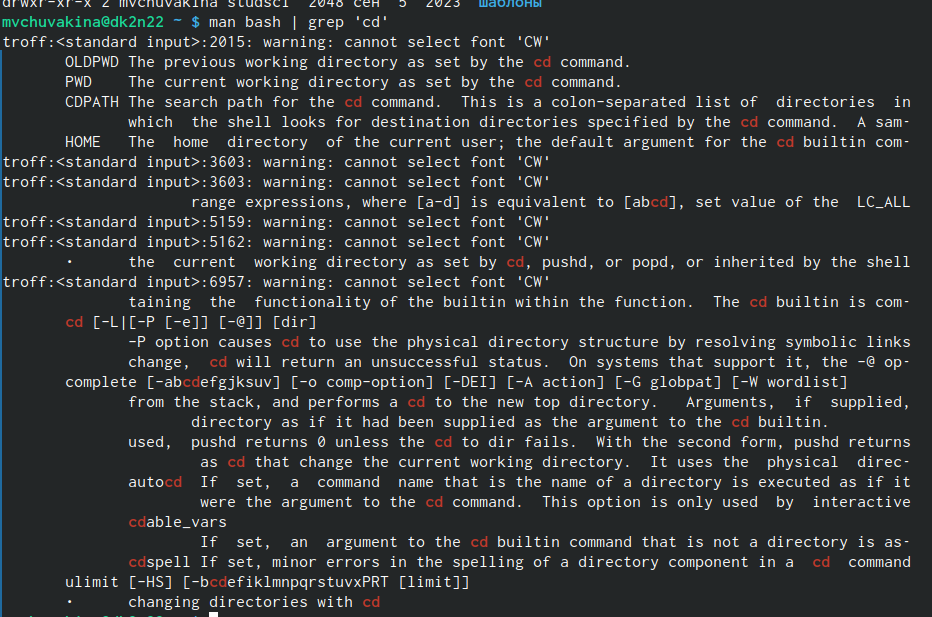 drwxr-xr-x 2 mvchuvakina studsci 2048 сен 5 2023 Шаблоны
mvchuvakina@dk2n22 ~ $ man bash | grep 'cd'
troff:<standard input>:2015: warning: cannot select font 'CW'
OLDPWD The previous working directory as set by the cd command.
PWD The current working directory as set by the cd command.
CDPATH The search path for the cd command. This is a colon-separated list of directories in
which the shell looks for destination directories specified by the cd command. A sam-
HOME The home directory of the current user; the default argument for the cd builtin com-
troff:<standard input>:3603: warning: cannot select font 'CW'
troff:<standard input>:3603: warning: cannot select font 'CW'
range expressions, where [a-d] is equivalent to [abcd], set value of the LC_ALL
troff:<standard input>:5159: warning: cannot select font 'CW'
troff:<standard input>:5162: warning: cannot select font 'CW'
· the current working directory as set by cd, pushd, or popd, or inherited by the shell
troff:<standard input>:6957: warning: cannot select font 'CW'
taining the functionality of the builtin within the function. The cd builtin is com-
cd [-L|[-P [-e]] [-@]] [dir]
-P option causes cd to use the physical directory structure by resolving symbolic links
change, cd will return an unsuccessful status. On systems that support it, the -@ op-
complete [-abcdefgjksuv] [-o comp-option] [-DEI] [-A action] [-G globpat] [-W wordlist]
from the stack, and performs a cd to the new top directory. Arguments, if supplied,
directory as if it had been supplied as the argument to the cd builtin.
used, pushd returns 0 unless the cd to dir fails. With the second form, pushd returns
as cd that change the current working directory. It uses the physical direc-
autocd If set, a command name that is the name of a directory is executed as if it
were the argument to the cd command. This option is only used by interactive
cdable_vars
If set, an argument to the cd builtin command that is not a directory is as-
cdspell If set, minor errors in the spelling of a directory component in a cd command
ulimit [-HS] [-bcdefiklmnpqrstuvxPRT [limit]]
· changing directories with cd